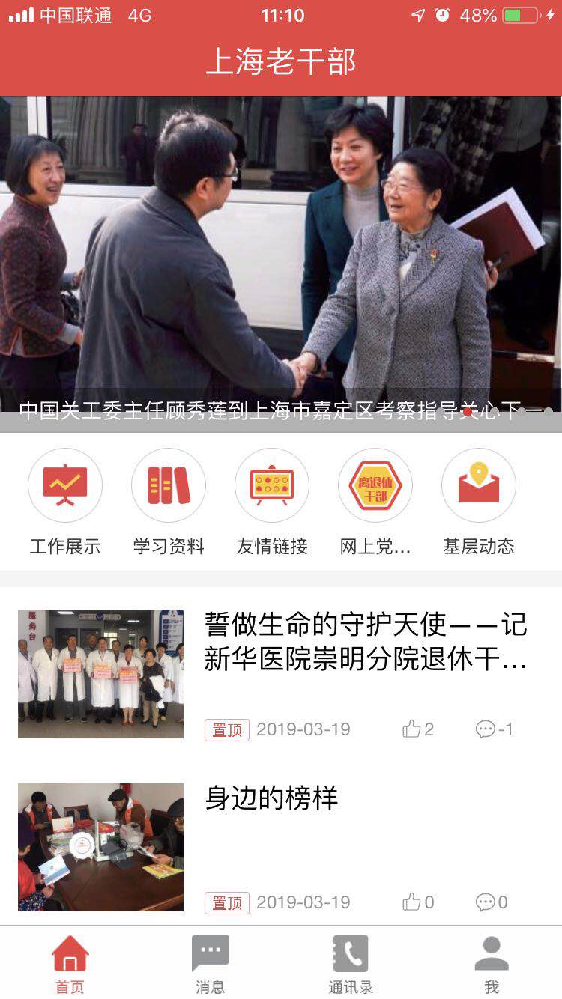 中国联通 4G 11:10 48%
上海老干部
中国关工委主任顾秀莲到上海市嘉定区考察指导关心下一
离退休
干部
工作展示 学习资料 友情链接 网上党... 基层动态
服务台
誓做生命的守护天使——记
新华医院崇明分院退休干...
置顶 2019-03-19 2 -1
身边的榜样
置顶 2019-03-19 0 0
首页 消息 通讯录 我